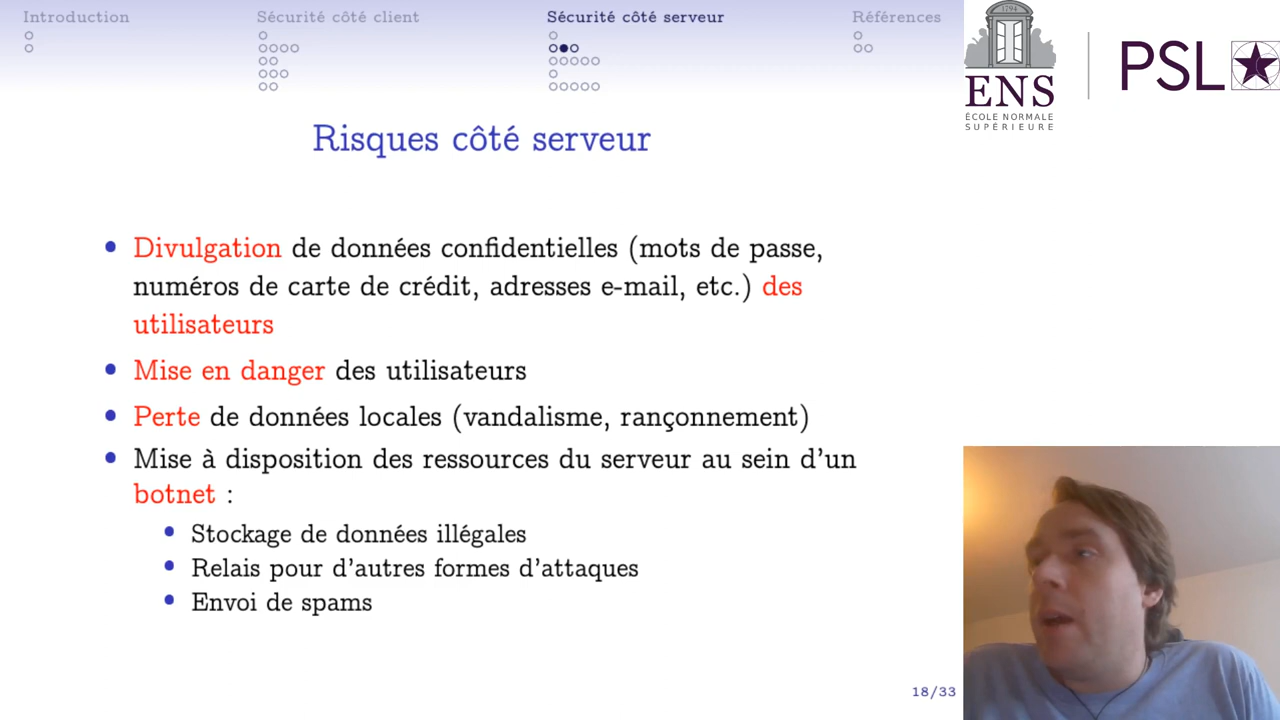 Introduction
Sécurité côté client
Sécurité côté serveur
Références
1794
ENS
ÉCOLE NORMALE
SUPÉRIEURE
PSL
Risques côté serveur
Divulgation de données confidentielles (mots de passe,
numéros de carte de crédit, adresses e-mail, etc.) des
utilisateurs
Mise en danger des utilisateurs
Perte de données locales (vandalisme, rançonnement)
Mise à disposition des ressources du serveur au sein d'un
botnet :
Stockage de données illégales
Relais pour d'autres formes d'attaques
Envoi de spams
18/33